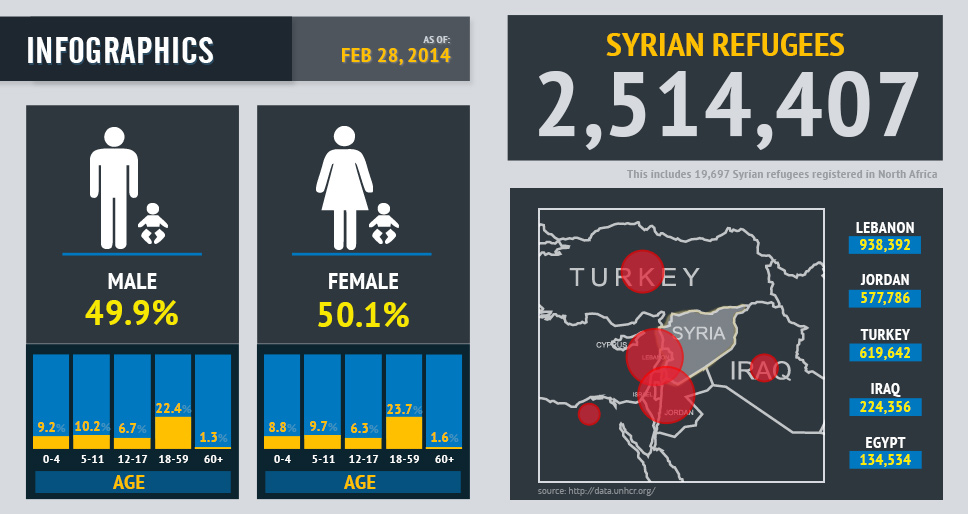 INFOGRAPHICS
AS OF:
FEB 28, 2014
MALE
49.9%
9.2%
10.2%
6.7%
22.4%
1.3%
0-4
5-11
12-17
18-59
60+
AGE
FEMALE
50.1%
8.8%
9.7%
6.3%
23.7%
1.6%
0-4
5-11
12-17
18-59
60+
AGE
SYRIAN REFUGEES
2,514,407
This includes 19,697 Syrian refugees registered in North Africa
TURKEY
SYRIA
CYPRUS
LEBANON
IRAQ
JORDAN
source: http://data.unhcr.org/
LEBANON
938,392
JORDAN
577,786
TURKEY
619,642
IRAQ
224,356
EGYPT
134,534